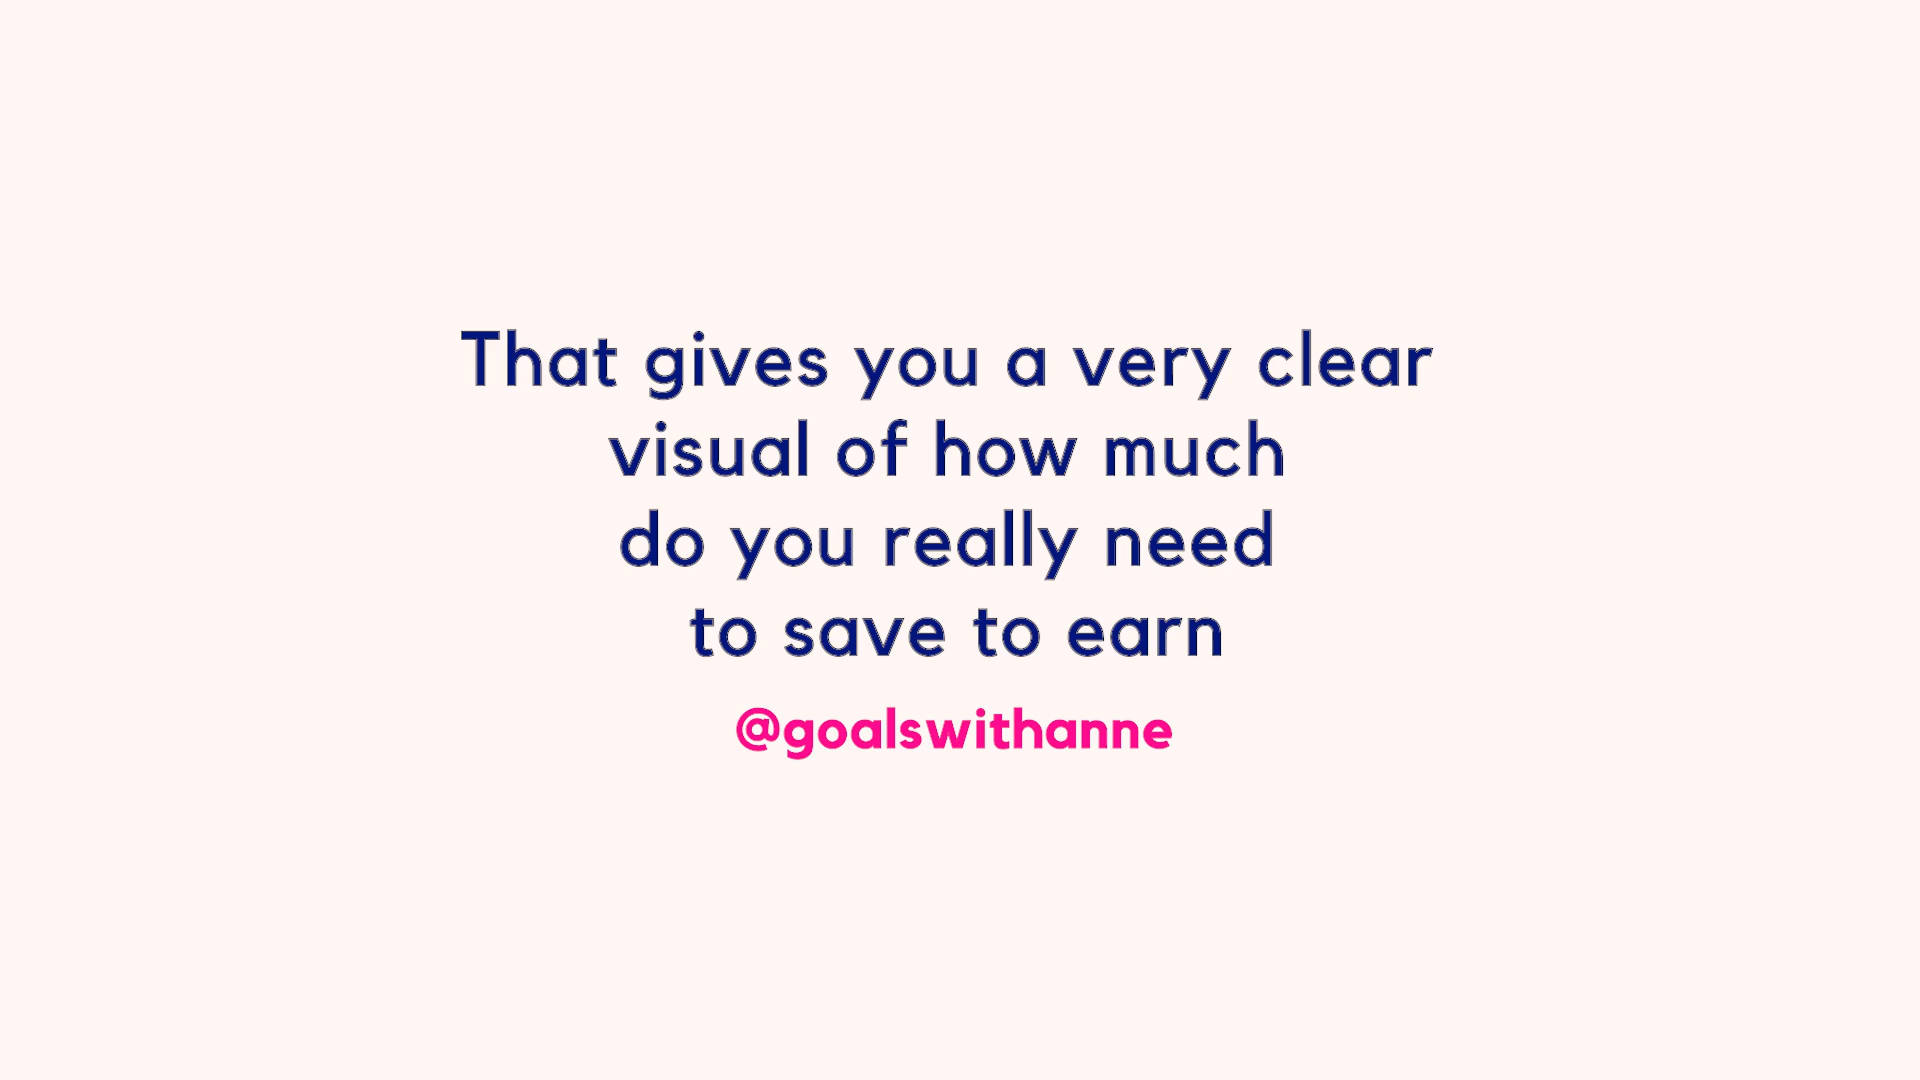 That gives you a very clear
visual of how much
do you really need
to save to earn
@goalswithanne